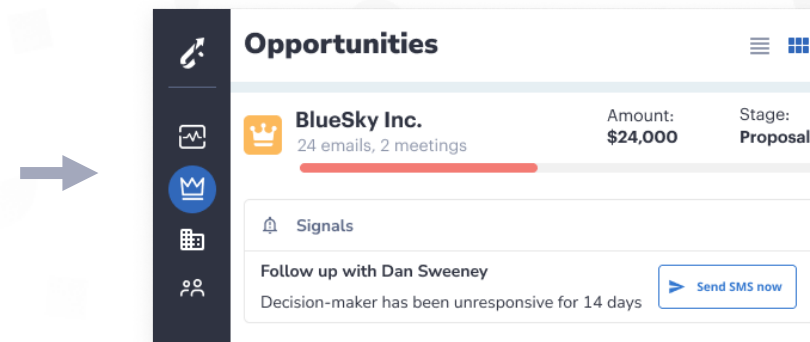 Opportunities
BlueSky Inc.
24 emails, 2 meetings
Amount:
$24,000
Stage:
Proposal
Signals
Follow up with Dan Sweeney
Decision-maker has been unresponsive for 14 days
Send SMS now